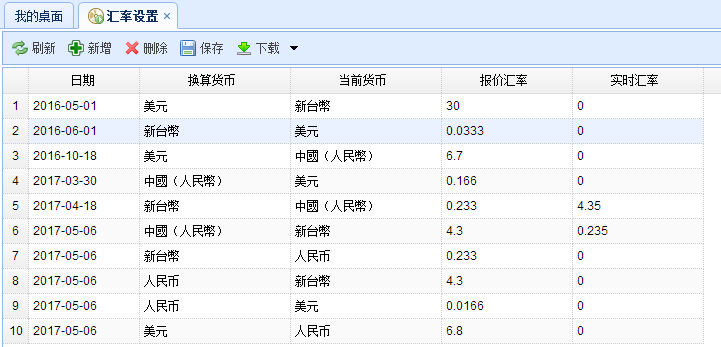 我的桌面 汇率设置 ×
刷新 新增 删除 保存 下载
日期 换算货币 当前货币 报价汇率 实时汇率
1 2016-05-01 美元 新台幣 30 0
2 2016-06-01 新台幣 美元 0.0333 0
3 2016-10-18 美元 中國（人民幣） 6.7 0
4 2017-03-30 中國（人民幣） 美元 0.166 0
5 2017-04-18 新台幣 中國（人民幣） 0.233 4.35
6 2017-05-06 中國（人民幣） 新台幣 4.3 0.235
7 2017-05-06 新台幣 人民币 0.233 0
8 2017-05-06 人民币 新台幣 4.3 0
9 2017-05-06 人民币 美元 0.0166 0
10 2017-05-06 美元 人民币 6.8 0